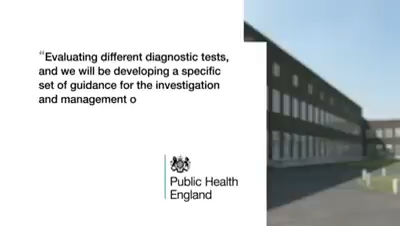 “Evaluating different diagnostic tests,
and we will be developing a specific
set of guidance for the investigation
and management o
Public Health
England